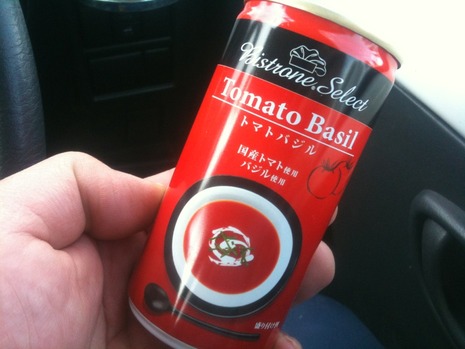 Bistrone Select
Tomato Basil
トマトバジル
国産トマト使用
バジル使用